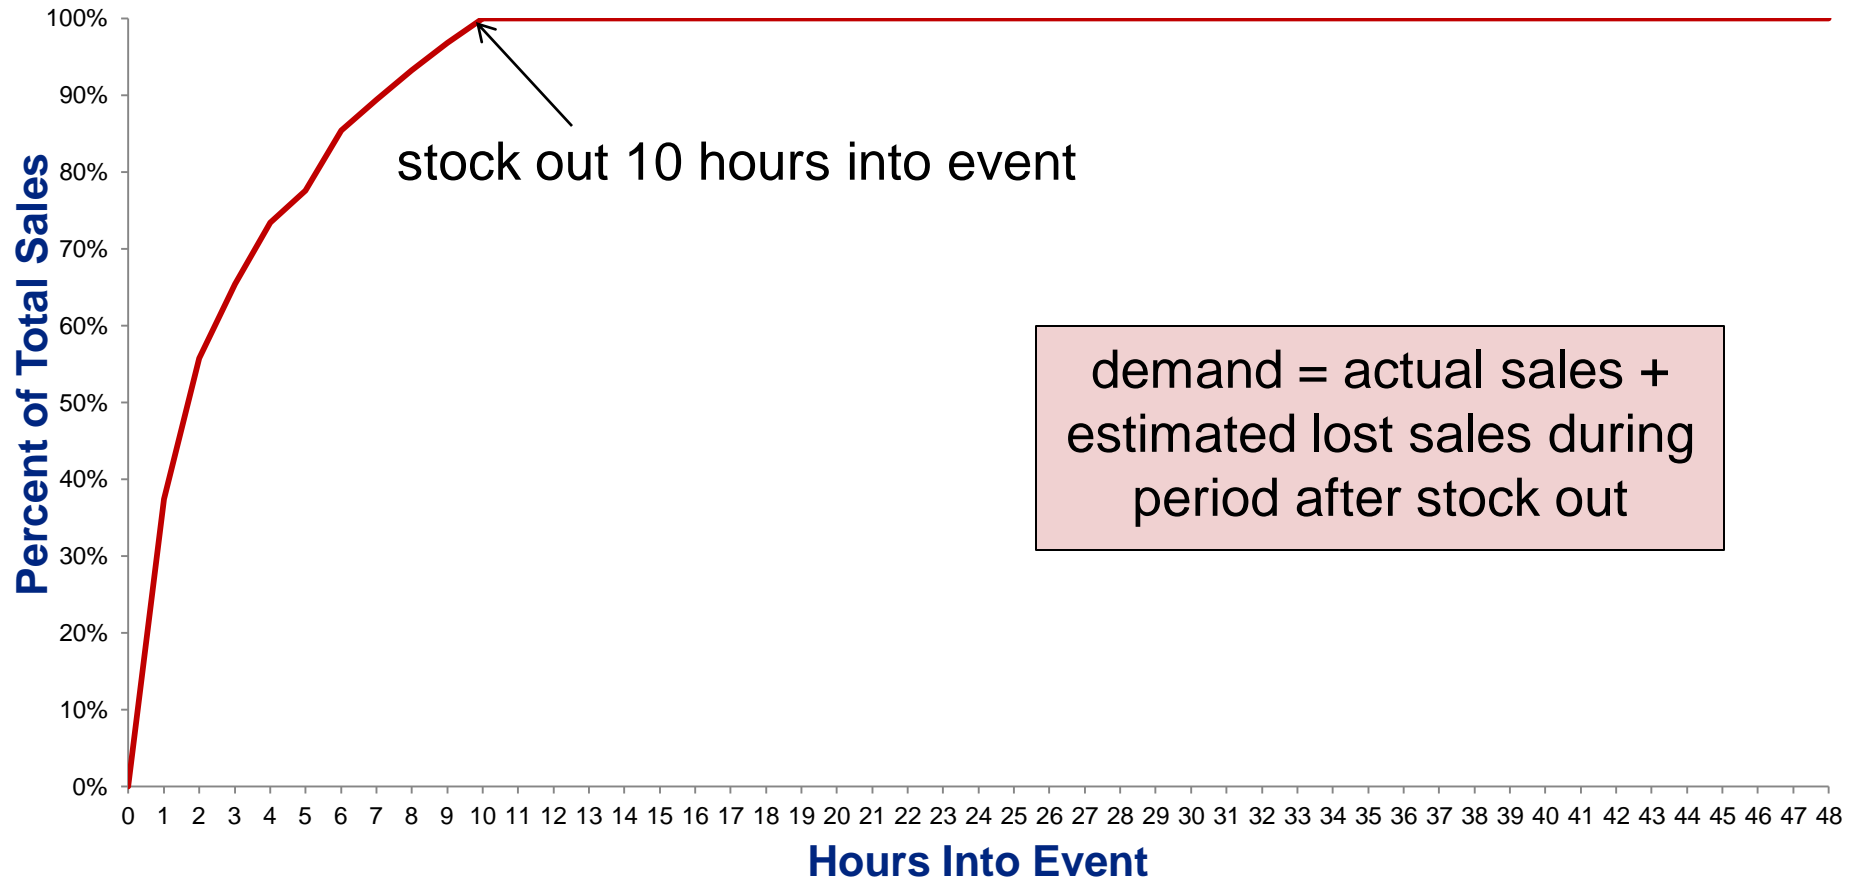 100%
90%
80%
70%
60%
50%
40%
30%
20%
10%
0%
Percent of Total Sales
stock out 10 hours into event
demand = actual sales +
estimated lost sales during
period after stock out
0 1 2 3 4 5 6 7 8 9 10 11 12 13 14 15 16 17 18 19 20 21 22 23 24 25 26 27 28 29 30 31 32 33 34 35 36 37 38 39 40 41 42 43 44 45 46 47 48
Hours Into Event